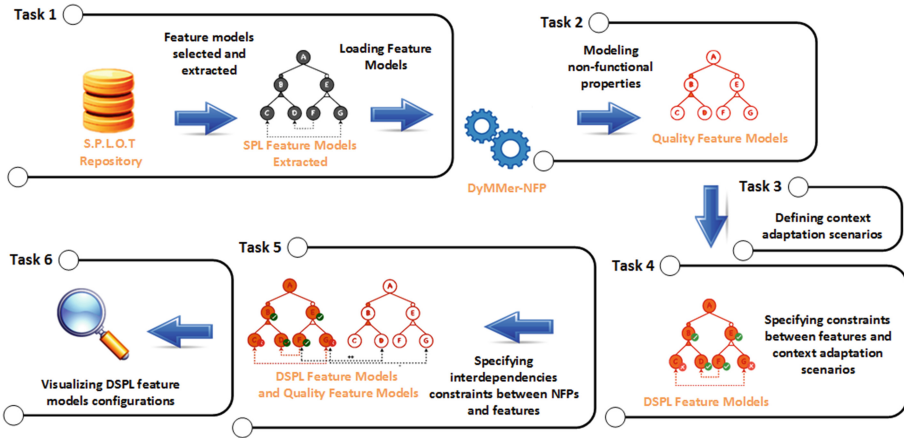 Task 1
Feature models
selected and
extracted
Loading Feature
Models
A
B E
C D F G
S.P.L.O.T
Repository
SPL Feature Models
Extracted
DyMMer-NFP
Task 2
Modeling
non-functional
properties
A
B E
C D F G
Quality Feature Models
Task 3
Defining context
adaptation scenarios
Task 4
A
B E
C D F G
Specifying constraints
between features and
context adaptation
scenarios
DSPL Feature Moldels
Task 5
A
B E
C D F G
A
B E
C D F G
**
DSPL Feature Models
and Quality Feature Models
Specifying
interdependencies
constraints between NFPs
and features
Task 6
Visualizing DSPL feature
models configurations